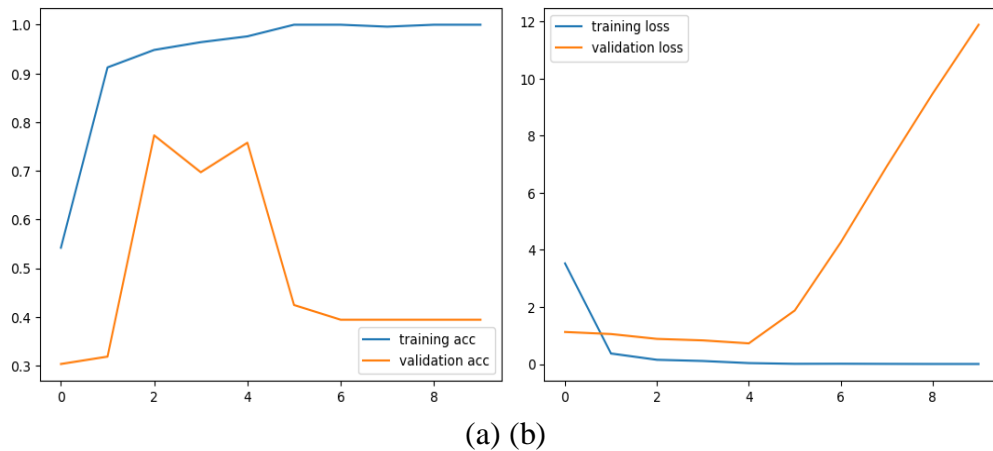 1.0
0.9
0.8
0.7
0.6
0.5
0.4
0.3
training acc
validation acc
0 2 4 6 8
12
10
8
6
4
2
0
training loss
validation loss
0 2 4 6 8
(a) (b)